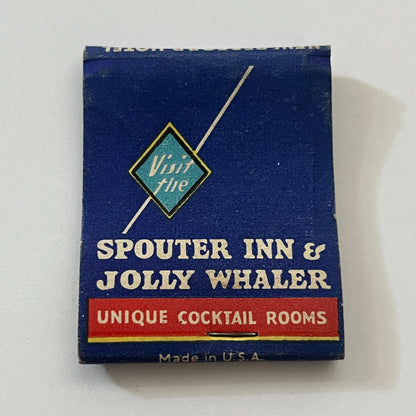 Visit
the
SPOUTER INN &
JOLLY WHALER
UNIQUE COCKTAIL ROOMS
Made in U.S.A.